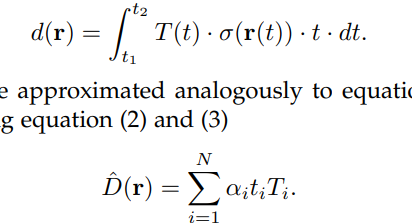 d(r) = ∫_{t_1}^{t_2} T(t) · σ(r(t)) · t · dt.
e approximated analogously to equatio
g equation (2) and (3)
D̂(r) = ∑_{i=1}^{N} α_i t_i T_i.